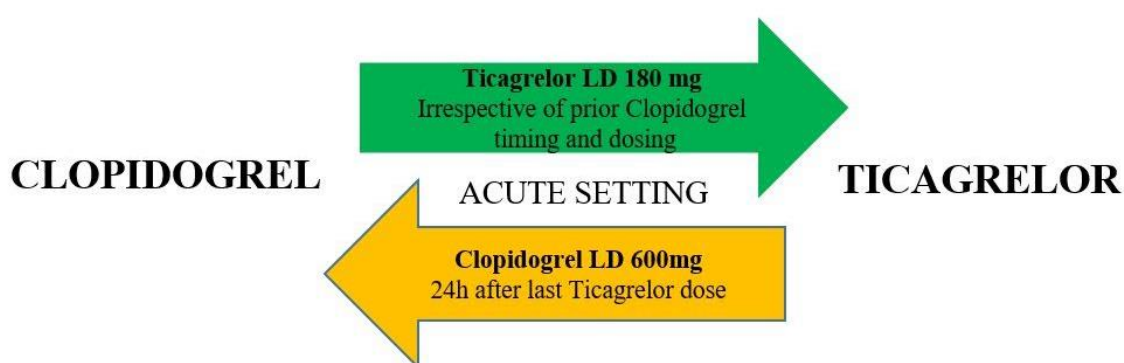 Ticagrelor LD 180 mg
Irrespective of prior Clopidogrel
timing and dosing
CLOPIDOGREL
ACUTE SETTING
TICAGRELOR
Clopidogrel LD 600mg
24h after last Ticagrelor dose